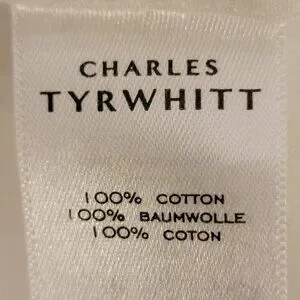 CHARLES
TYRWHITT
100% COTTON
100% BAUMWOLLE
100% COTON